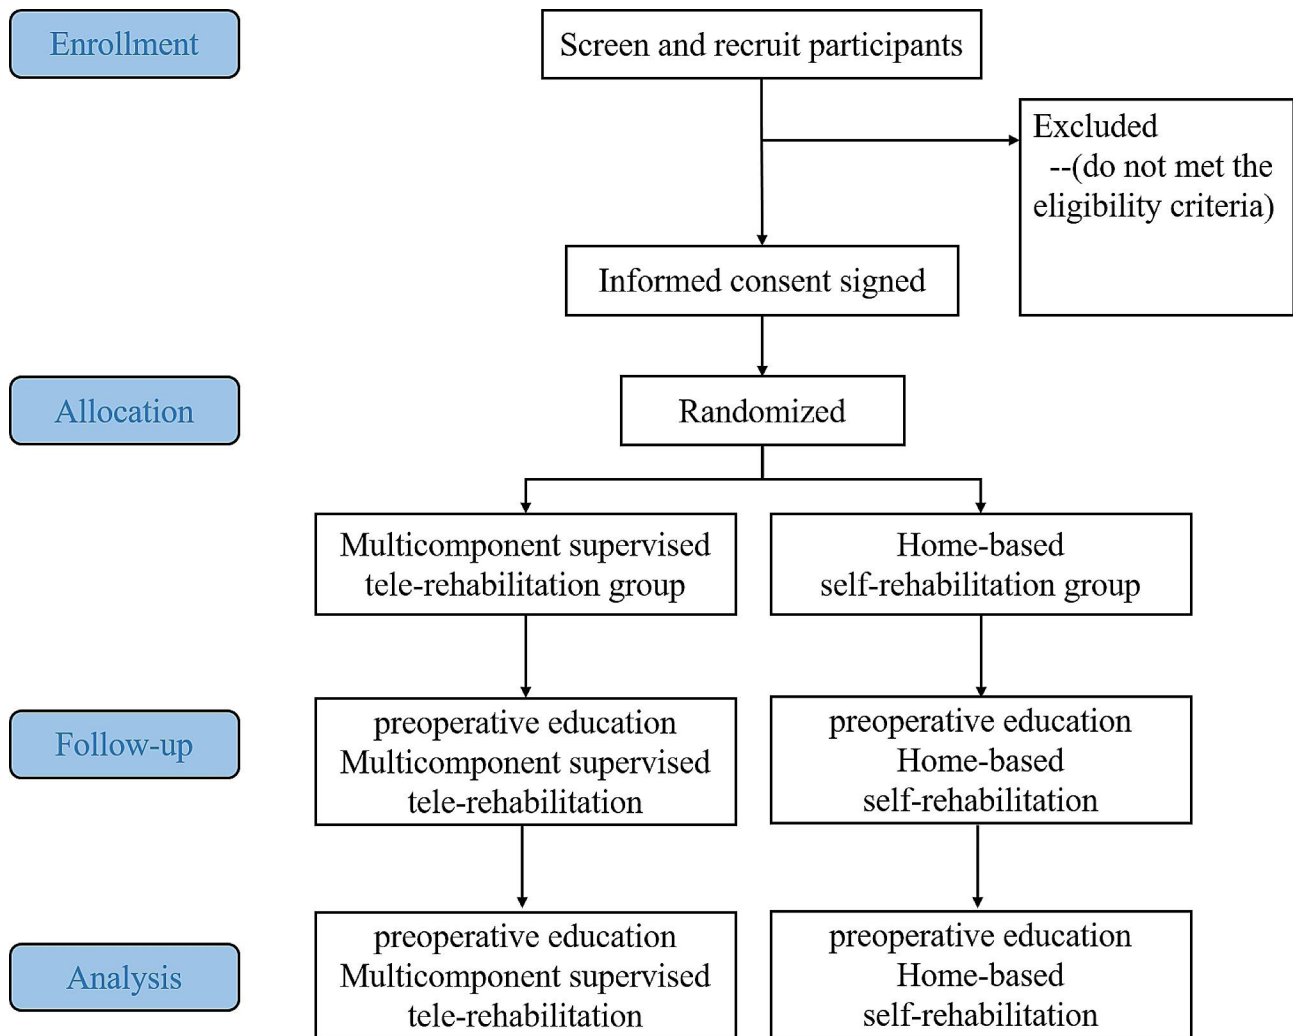 Enrollment
Screen and recruit participants
Excluded
--(do not met the
eligibility criteria)
Informed consent signed
Allocation
Randomized
Multicomponent supervised
tele-rehabilitation group
Home-based
self-rehabilitation group
Follow-up
preoperative education
Multicomponent supervised
tele-rehabilitation
preoperative education
Home-based
self-rehabilitation
Analysis
preoperative education
Multicomponent supervised
tele-rehabilitation
preoperative education
Home-based
self-rehabilitation